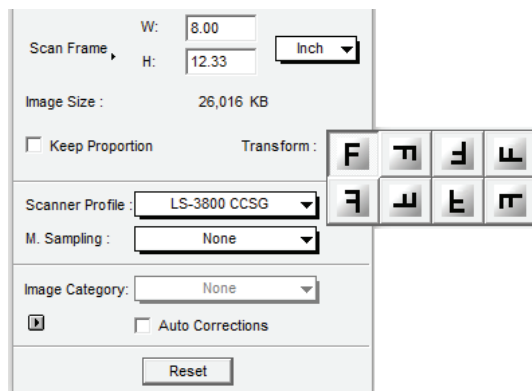 W: 8.00
Scan Frame
Inch
H: 12.33
Image Size : 26,016 KB
Keep Proportion
Transform :
F F F F
F F F F
Scanner Profile : LS-3800 CCSG
M. Sampling : None
Image Category: None
Auto Corrections
Reset